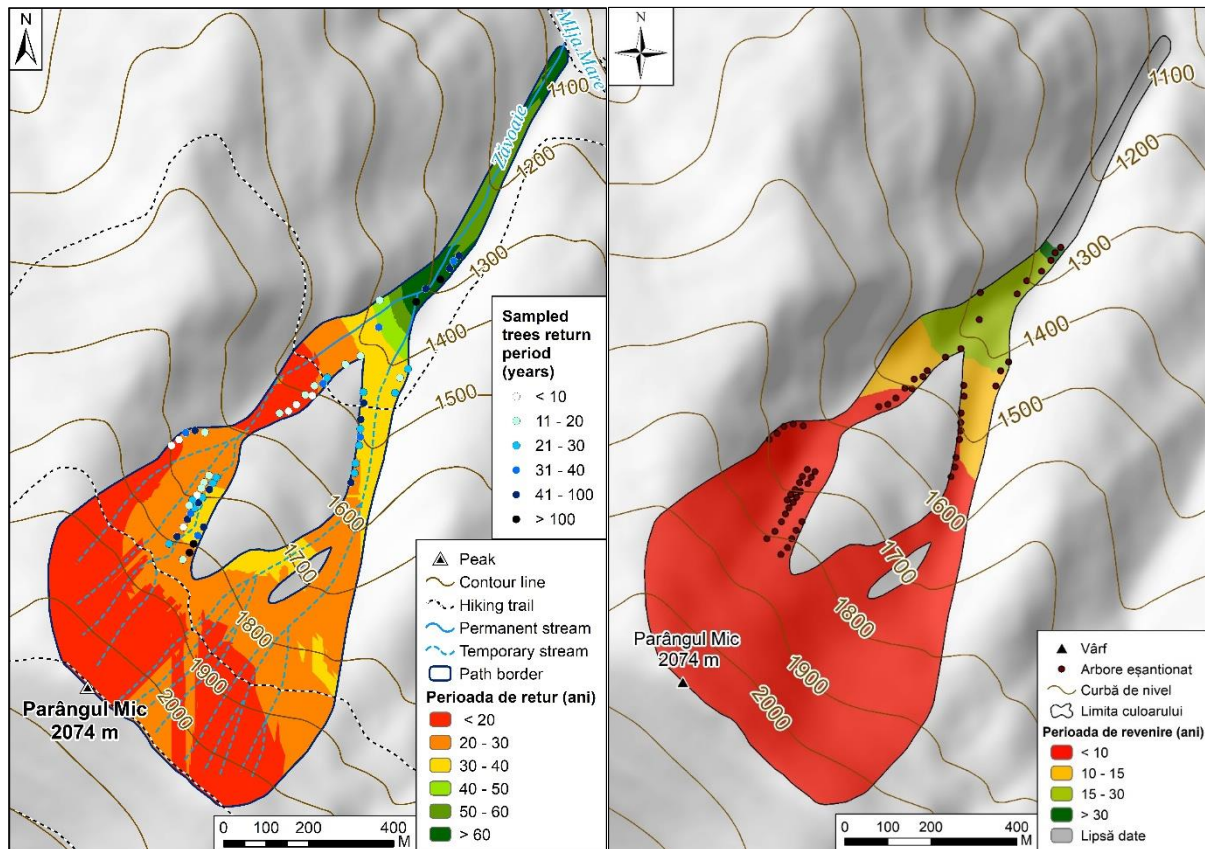 N
Mija Mare
1100
Zăvoaie
1200
1300
1400
1500
1600
1700
1800
1900
2000
Parângul Mic
2074 m
Sampled
trees return
period
(years)
< 10
11 - 20
21 - 30
31 - 40
41 - 100
> 100
Peak
Contour line
Hiking trail
Permanent stream
Temporary stream
Path border
Perioada de retur (ani)
< 20
20 - 30
30 - 40
40 - 50
50 - 60
> 60
0 100 200 400
M
N
1100
1200
1300
1400
1500
1600
1700
1800
1900
2000
Parângul Mic
2074 m
Vârf
Arbore eșantionat
Curbă de nivel
Limita culoarului
Perioada de revenire (ani)
< 10
10 - 15
15 - 30
> 30
Lipsă date
0 100 200 400
M